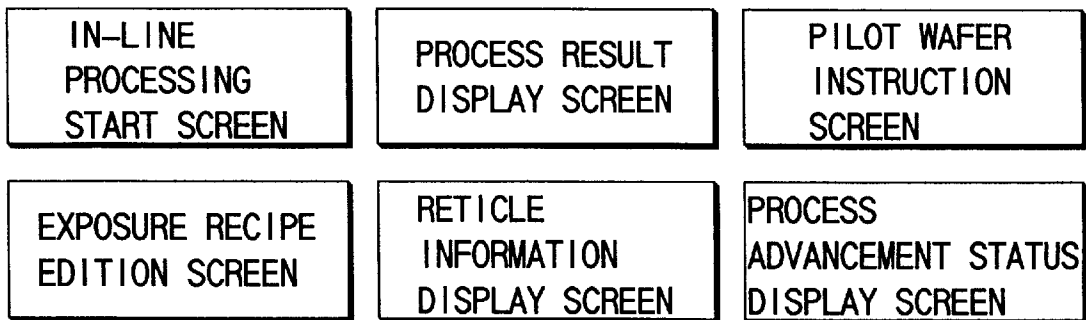 IN-LINE
PROCESSING
START SCREEN
PROCESS RESULT
DISPLAY SCREEN
PILOT WAFER
INSTRUCTION
SCREEN
EXPOSURE RECIPE
EDITION SCREEN
RETICLE
INFORMATION
DISPLAY SCREEN
PROCESS
ADVANCEMENT STATUS
DISPLAY SCREEN